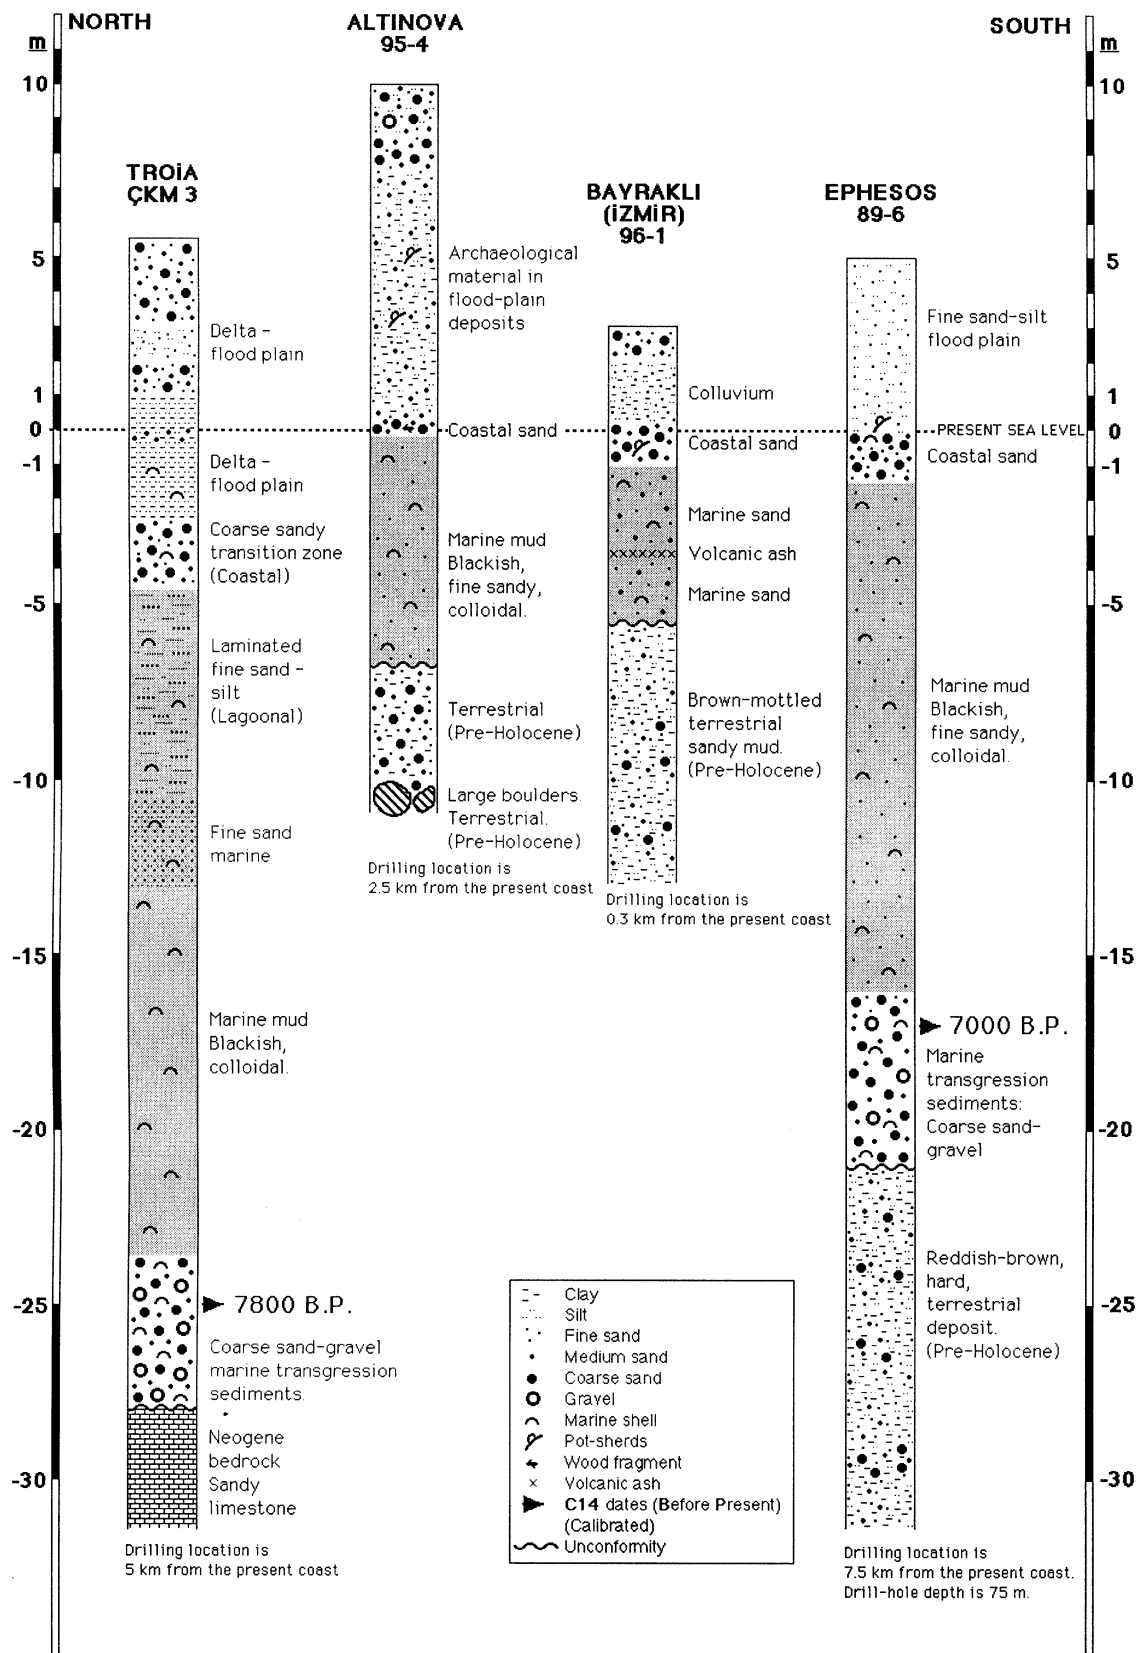 NORTH
SOUTH
m
10
5
1
0
-1
-5
-10
-15
-20
-25
-30
TROİA
ÇKM 3
Delta -
flood plain
Delta -
flood plain
Coarse sandy
transition zone
(Coastal)
Laminated
fine sand -
silt
(Lagoonal)
Fine sand
marine
Marine mud
Blackish,
colloidal.
7800 B.P.
Coarse sand-gravel
marine transgression
sediments.
Neogene
bedrock
Sandy
limestone
Drilling location is
5 km from the present coast
ALTINOVA
95-4
Archaeological
material in
flood-plain
deposits
Coastal sand
Marine mud
Blackish,
fine sandy,
colloidal.
Terrestrial
(Pre-Holocene)
Large boulders.
Terrestrial.
(Pre-Holocene)
Drilling location is
2.5 km from the present coast
BAYRAKLI
(İZMİR)
96-1
Colluvium
Coastal sand
Marine sand
Volcanic ash
Marine sand
Brown-mottled
terrestrial
sandy mud.
(Pre-Holocene)
Drilling location is
0.3 km from the present coast
EPHESOS
89-6
Fine sand-silt
flood plain
PRESENT SEA LEVEL
Coastal sand
Marine mud
Blackish,
fine sandy,
colloidal.
7000 B.P.
Marine
transgression
sediments:
Coarse sand-
gravel
Reddish-brown,
hard,
terrestrial
deposit.
(Pre-Holocene)
Drilling location is
7.5 km from the present coast.
Drill-hole depth is 75 m.
m
10
5
1
0
-1
-5
-10
-15
-20
-25
-30
Clay
Silt
Fine sand
Medium sand
Coarse sand
Gravel
Marine shell
Pot-sherds
Wood fragment
Volcanic ash
C14 dates (Before Present)
(Calibrated)
Unconformity